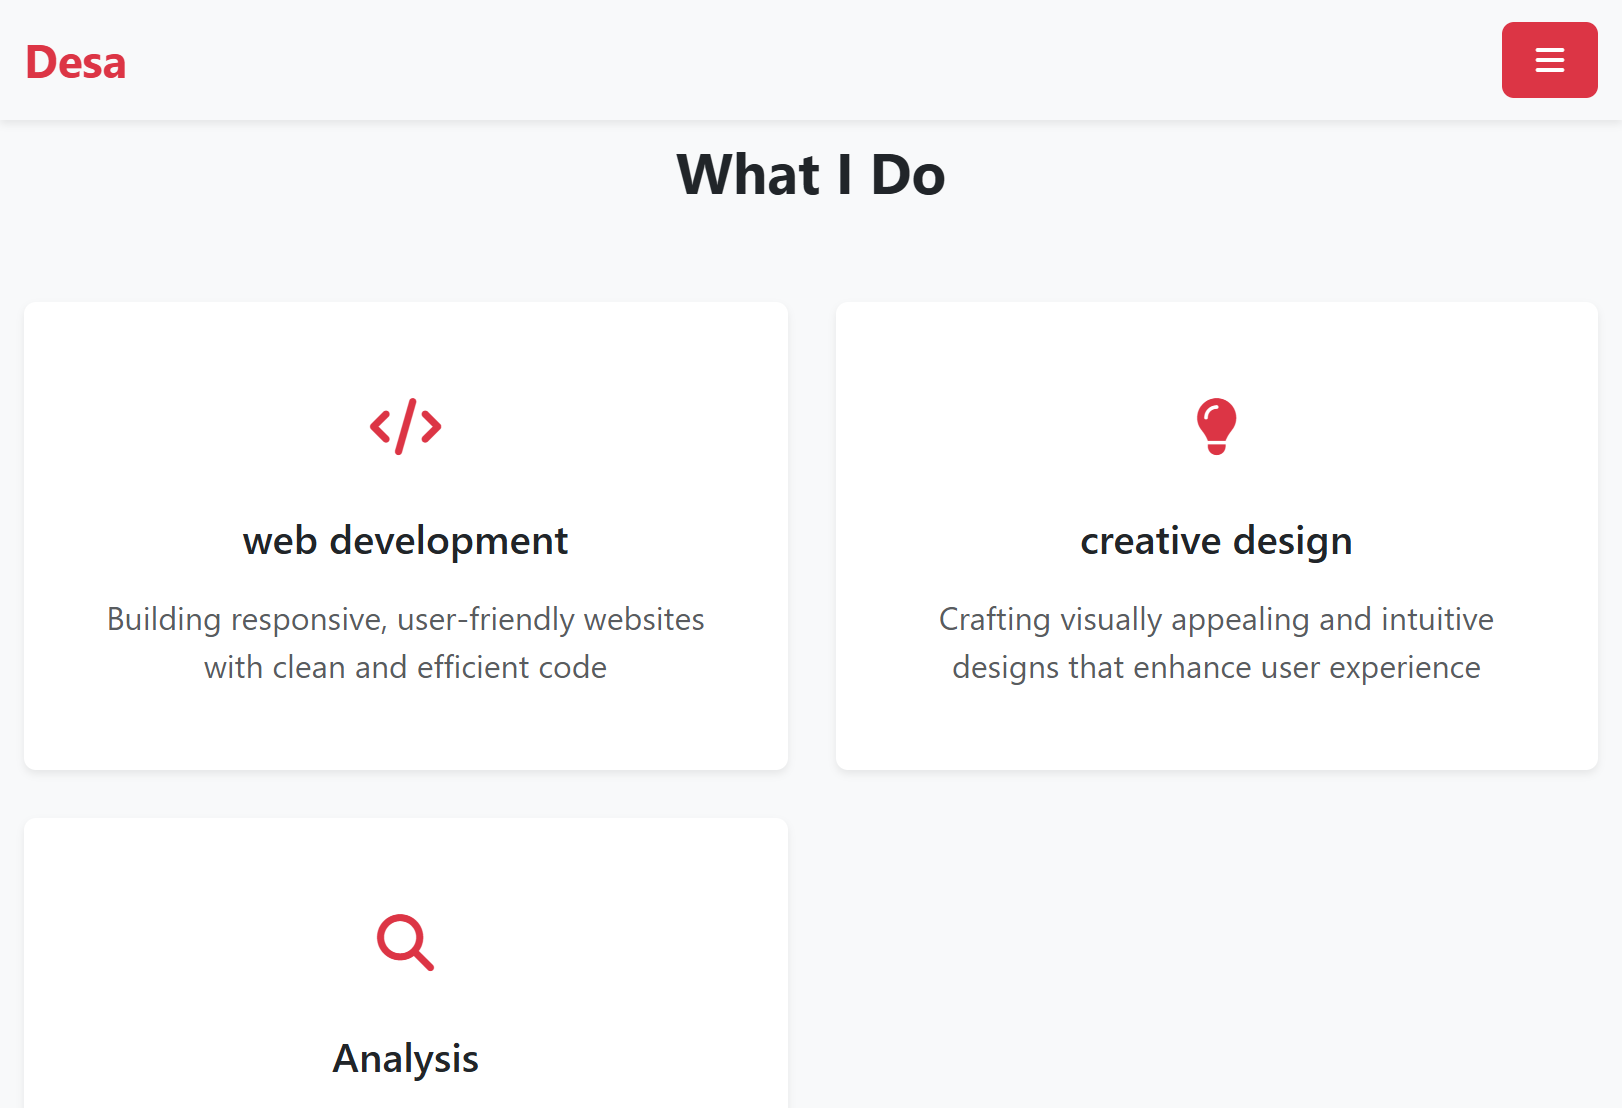 Desa
What I Do
web development
Building responsive, user-friendly websites
with clean and efficient code
creative design
Crafting visually appealing and intuitive
designs that enhance user experience
Analysis